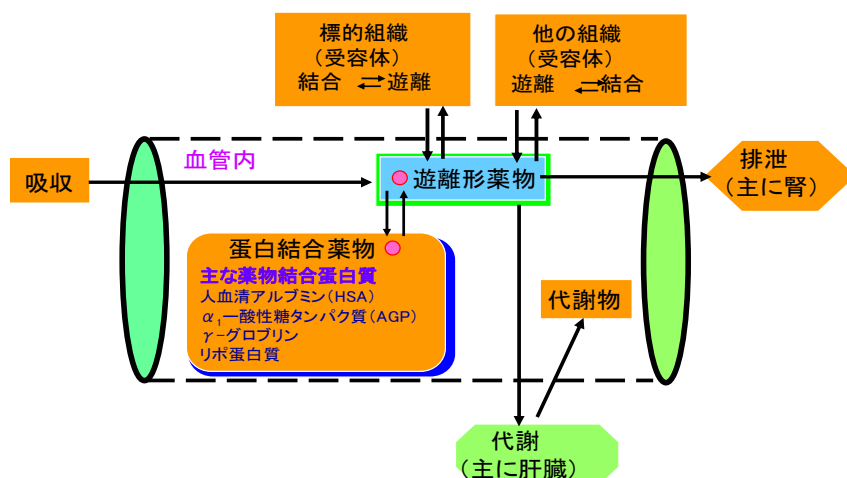 標的組織
(受容体)
結合 ⇄ 遊離
他の組織
(受容体)
遊離 ⇄ 結合
血管内
吸収
遊離形薬物
排泄
(主に腎)
蛋白結合薬物
主な薬物結合蛋白質
人血清アルブミン(HSA)
α₁ー酸性糖タンパク質(AGP)
γ-グロブリン
リポ蛋白質
代謝物
代謝
(主に肝臓)